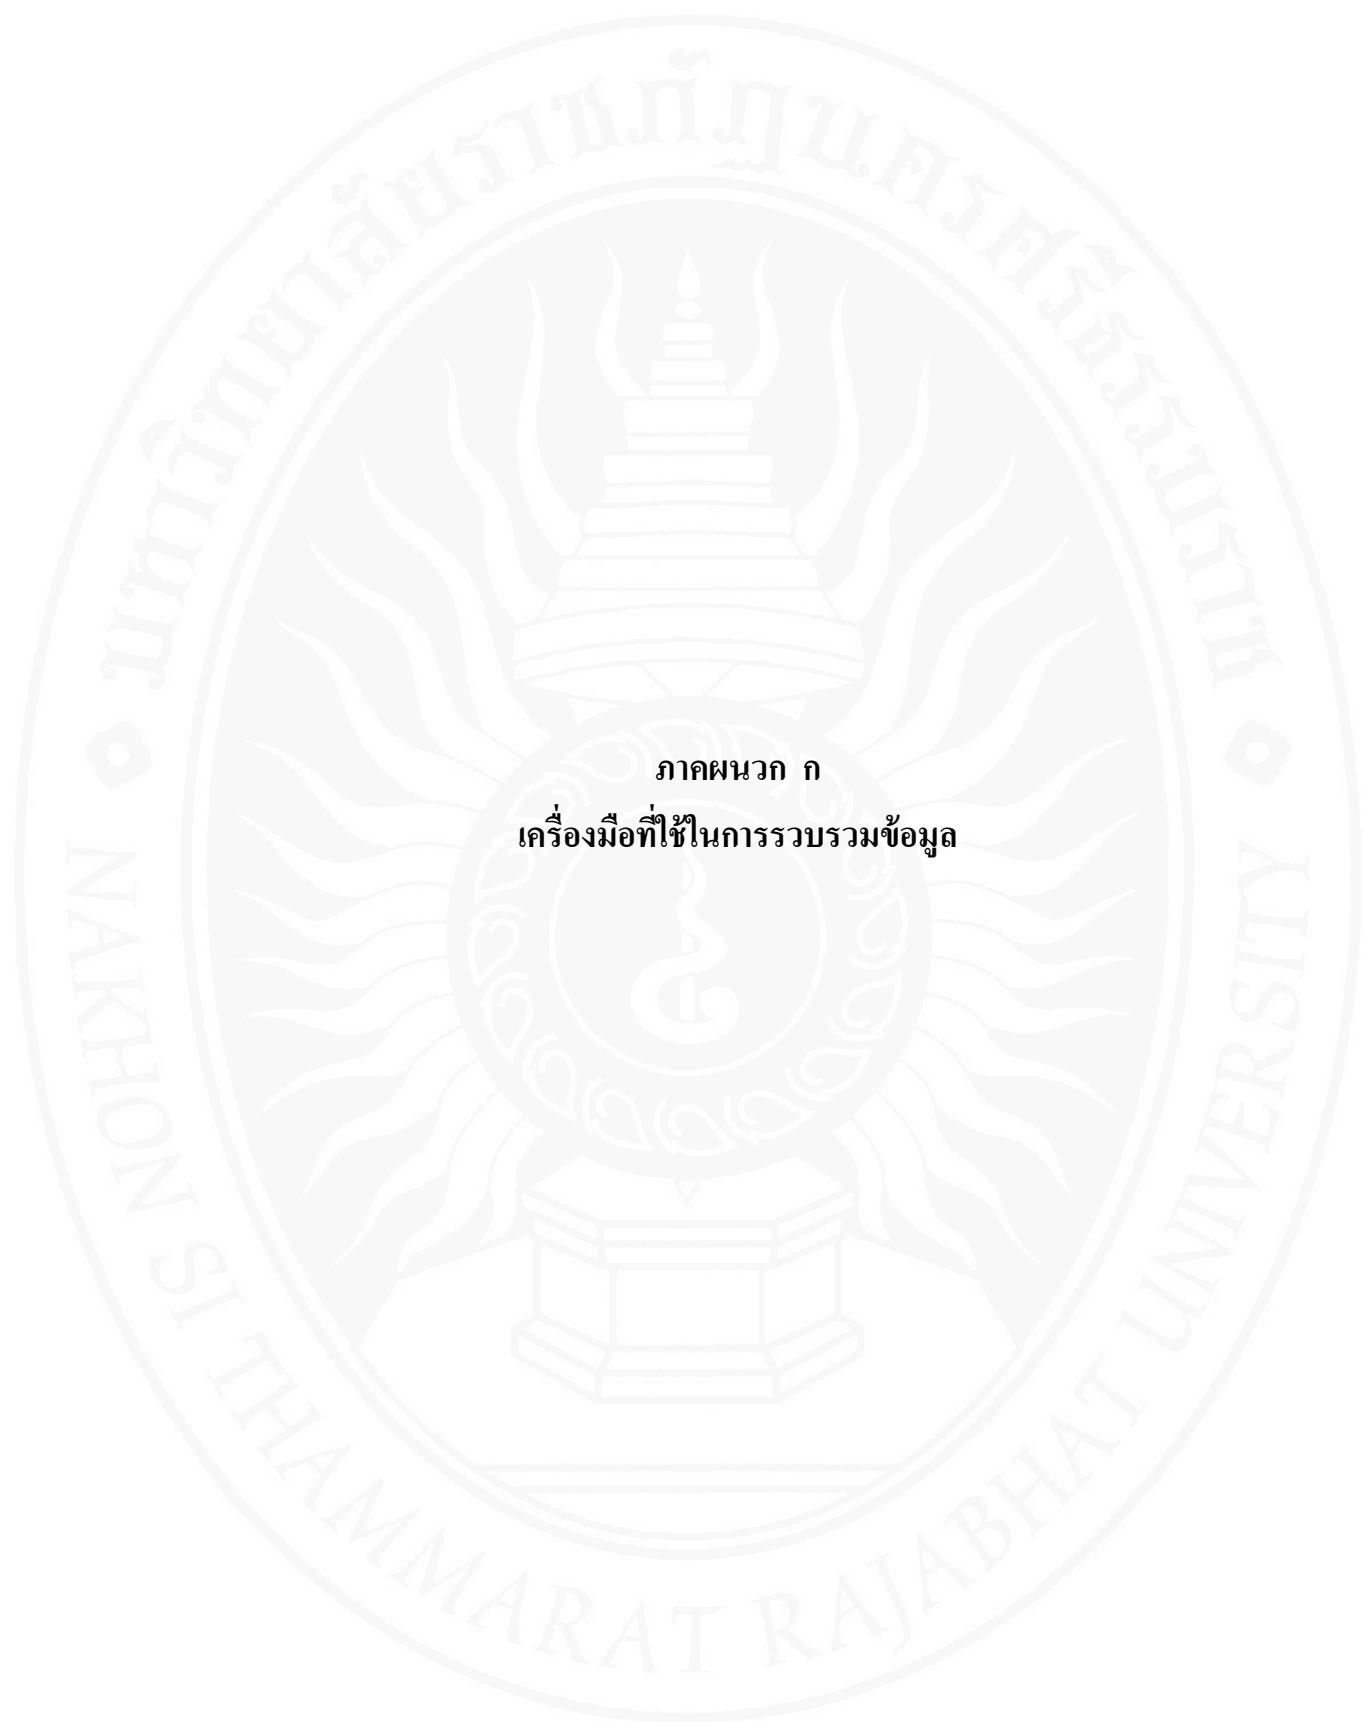 มหาวิทยาลัยราชภัฏนครศรีธรรมราช
ภาคผนวก ก
เครื่องมือที่ใช้ในการรวบรวมข้อมูล
NAKHON SI THAMMARAT RAJABHAT UNIVERSITY